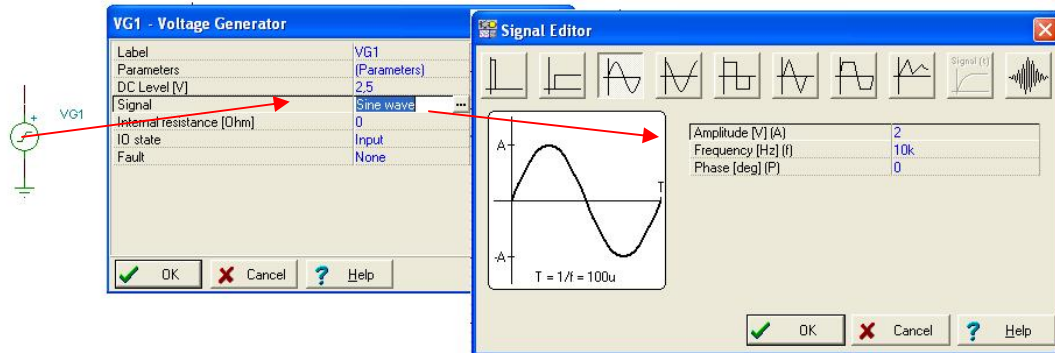 VG1
+
VG1 - Voltage Generator
Label VG1
Parameters (Parameters)
DC Level [V] 2,5
Signal Sine wave ...
Internal resistance [Ohm] 0
IO state Input
Fault None
OK Cancel ? Help
Signal Editor
Signal (t)
A
T
-A
T = 1/f = 100u
Amplitude [V] (A) 2
Frequency [Hz] (f) 10k
Phase [deg] (P) 0
OK Cancel ? Help